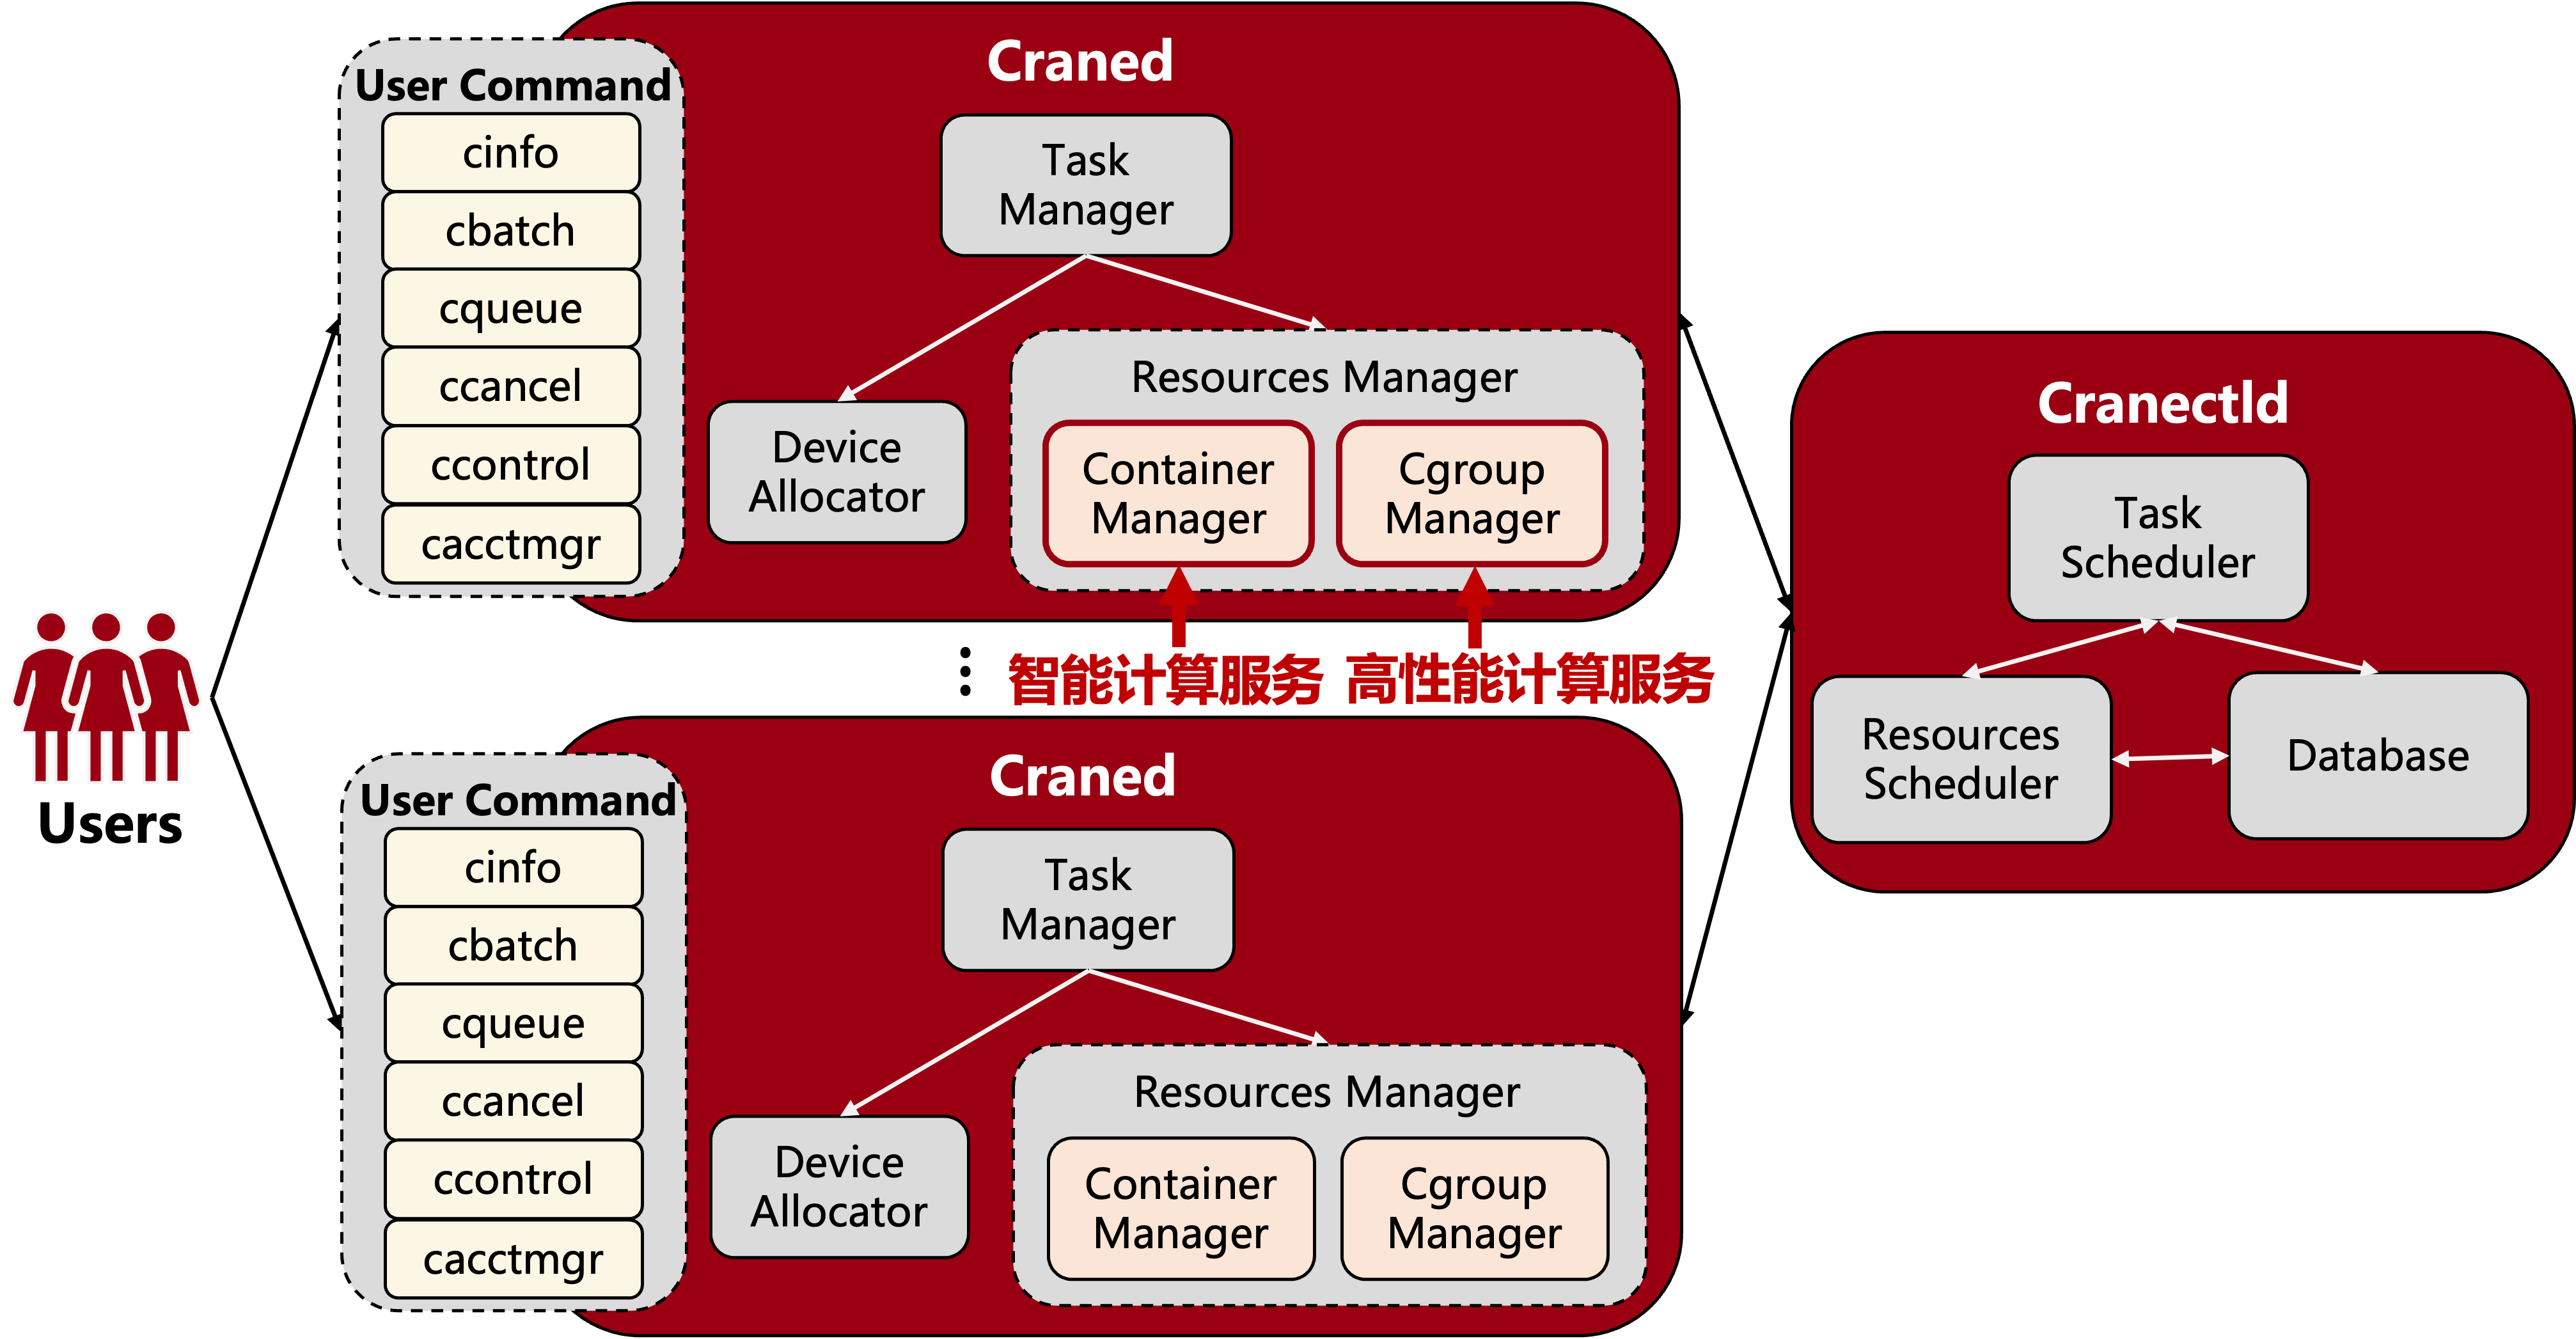 Users
User Command
cinfo
cbatch
cqueue
ccancel
ccontrol
cacctmgr
Craned
Task
Manager
Device
Allocator
Resources Manager
Container
Manager
Cgroup
Manager
智能计算服务
高性能计算服务
User Command
cinfo
cbatch
cqueue
ccancel
ccontrol
cacctmgr
Craned
Task
Manager
Device
Allocator
Resources Manager
Container
Manager
Cgroup
Manager
Cranectld
Task
Scheduler
Resources
Scheduler
Database